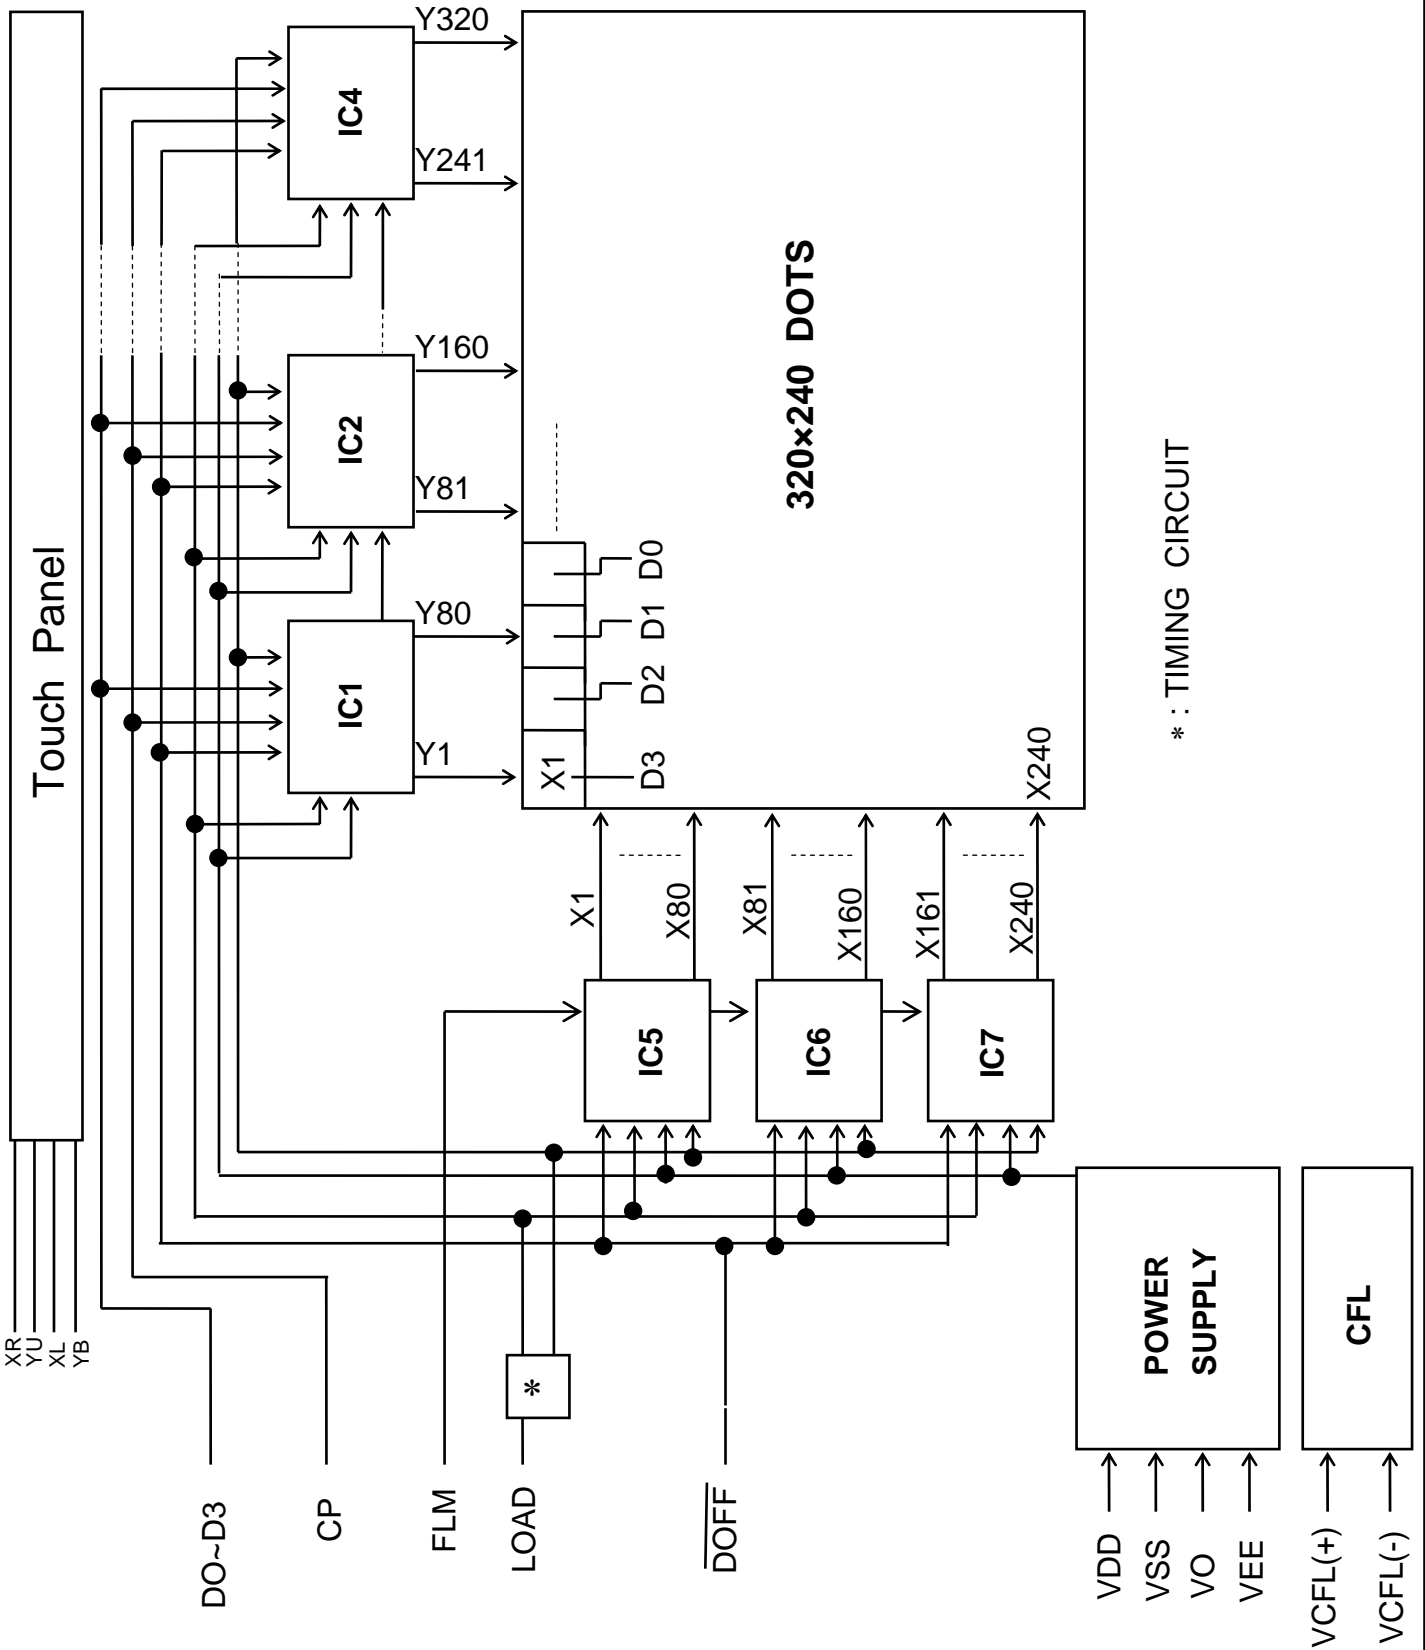 Touch Panel
XR
YU
XL
YB
IC4
IC2
IC1
Y320
Y241
Y160
Y81
Y80
Y1
320×240 DOTS
D0
D1
D2
D3
X1
X240
X1
X80
X81
X160
X161
X240
IC5
IC6
IC7
* : TIMING CIRCUIT
*
DO~D3
CP
FLM
LOAD
DOFF
POWER
SUPPLY
VDD
VSS
VO
VEE
CFL
VCFL(+)
VCFL(-)